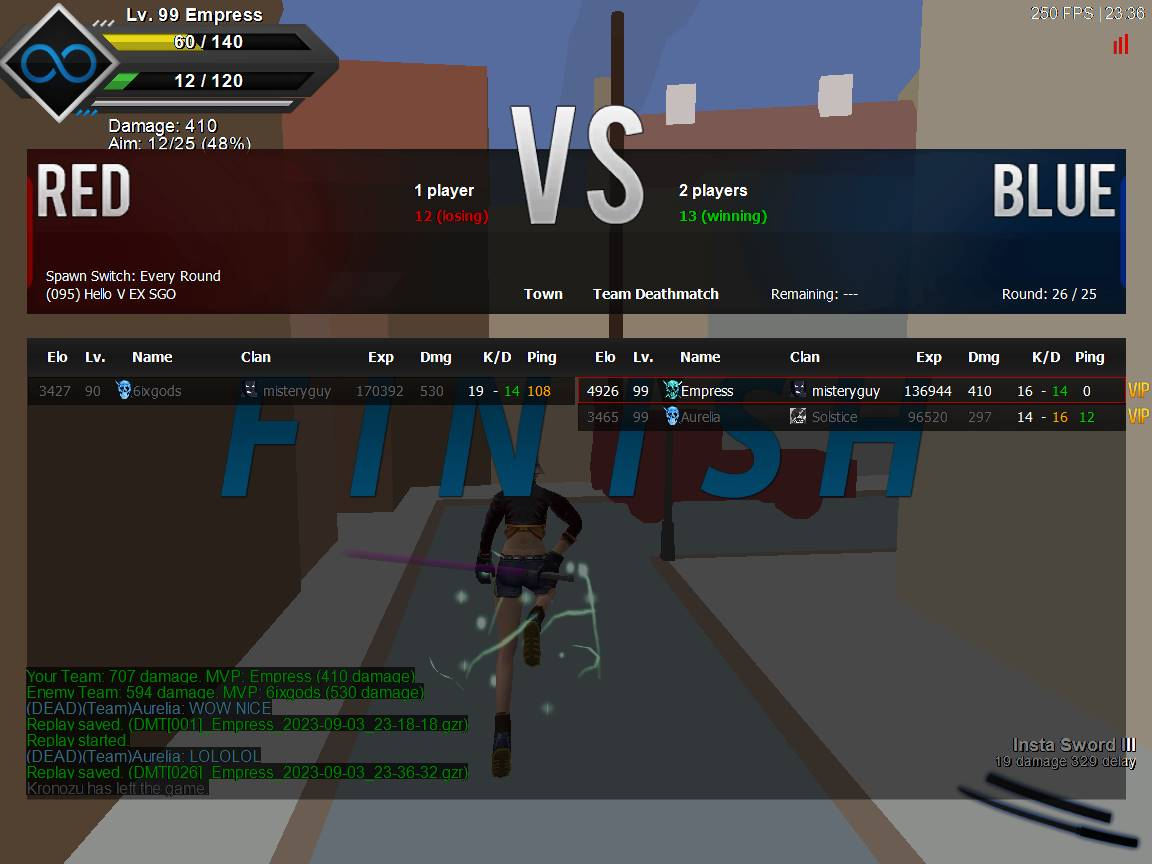 Lv. 99 Empress
250 FPS | 23:36
60 / 140
12 / 120
Damage: 410
Aim: 12/25 (48%)
RED
VS
BLUE
1 player
2 players
12 (losing)
13 (winning)
Spawn Switch: Every Round
(095) Hello V EX SGO
Town Team Deathmatch Remaining: --- Round: 26 / 25
Elo Lv. Name Clan Exp Dmg K/D Ping Elo Lv. Name Clan Exp Dmg K/D Ping
3427 90 6ixgods misteryguy 170392 530 19 - 14 108 4926 99 Empress misteryguy 136944 410 16 - 14 0 VIP
3465 99 Aurelia Solstice 96520 297 14 - 16 12 VIP
FINISH
Your Team: 707 damage. MVP: Empress (410 damage)
Enemy Team: 594 damage. MVP: 6ixgods (530 damage)
(DEAD)(Team)Aurelia: WOW NICE
Replay saved. (DMT[001]_Empress_2023-09-03_23-18-18.gzr)
Replay started.
(DEAD)(Team)Aurelia: LOLOLOL
Replay saved. (DMT[026]_Empress_2023-09-03_23-36-32.gzr)
Kronozu has left the game.
Insta Sword III
19 damage 329 delay